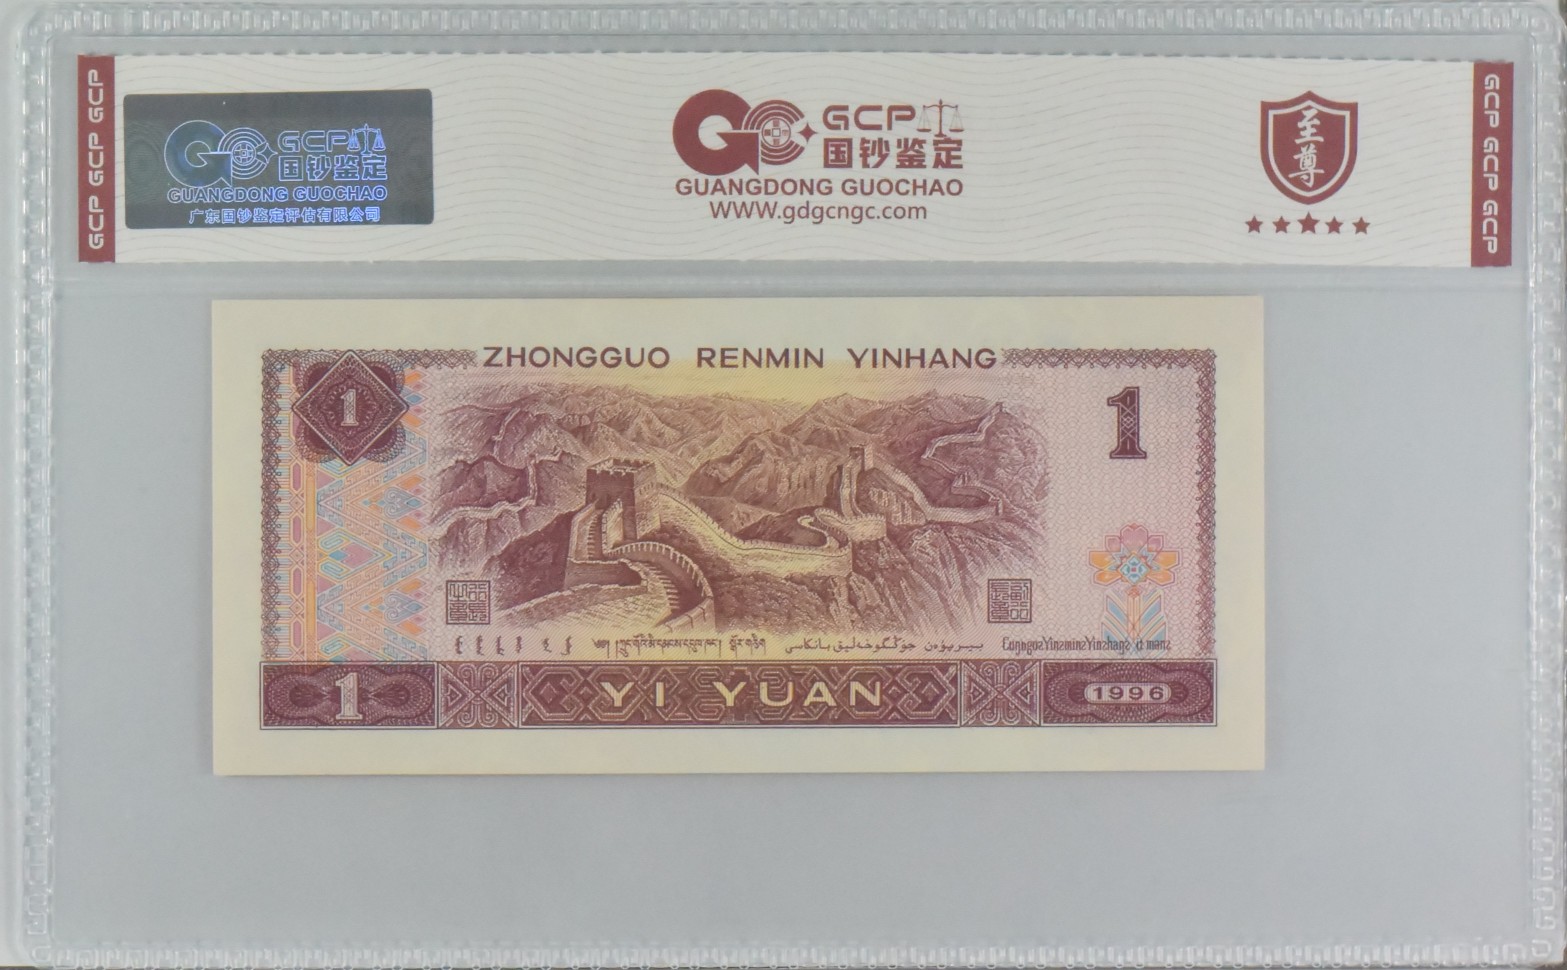 GCP GCP GCP
GCP
国钞鉴定
GUANGDONG GUOCHAO
广东国钞鉴定评估有限公司
GCP
国钞鉴定
GUANGDONG GUOCHAO
WWW.gdgcngc.com
至尊
GCP GCP GCP
ZHONGGUO RENMIN YINHANG
1
1
1
YI YUAN
1996